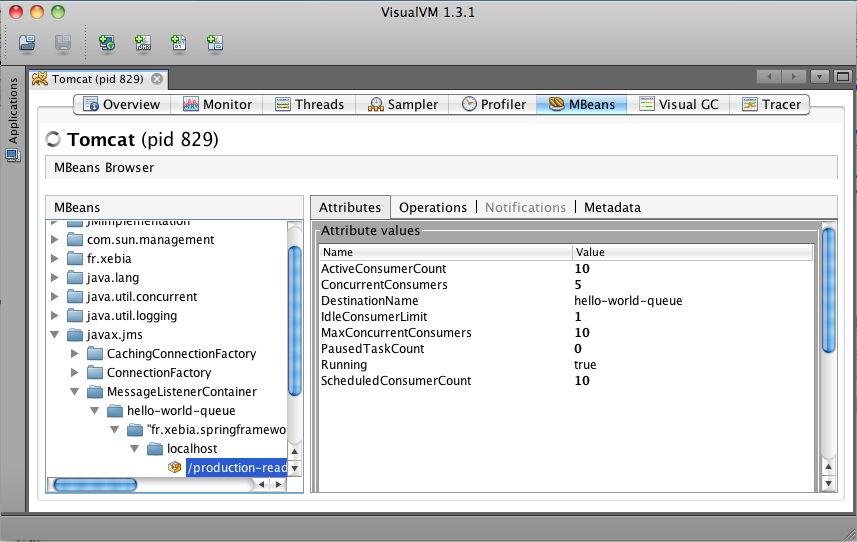 VisualVM 1.3.1
Applications
Tomcat (pid 829)
Overview Monitor Threads Sampler Profiler MBeans Visual GC Tracer
Tomcat (pid 829)
MBeans Browser
MBeans
JMImplementation
com.sun.management
fr.xebia
java.lang
java.util.concurrent
java.util.logging
javax.jms
CachingConnectionFactory
ConnectionFactory
MessageListenerContainer
hello-world-queue
"fr.xebia.springframewo
localhost
/production-read
Attributes Operations Notifications Metadata
Attribute values
Name Value
ActiveConsumerCount 10
ConcurrentConsumers 5
DestinationName hello-world-queue
IdleConsumerLimit 1
MaxConcurrentConsumers 10
PausedTaskCount 0
Running true
ScheduledConsumerCount 10